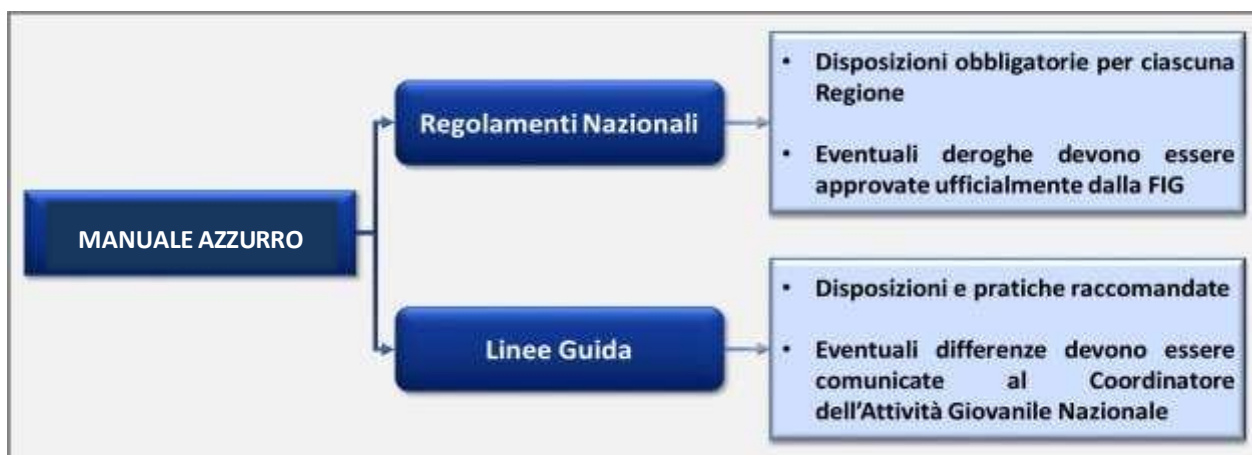 MANUALE AZZURRO
Regolamenti Nazionali
• Disposizioni obbligatorie per ciascuna
Regione
• Eventuali deroghe devono essere
approvate ufficialmente dalla FIG
Linee Guida
• Disposizioni e pratiche raccomandate
• Eventuali differenze devono essere
comunicate al Coordinatore
dell'Attività Giovanile Nazionale